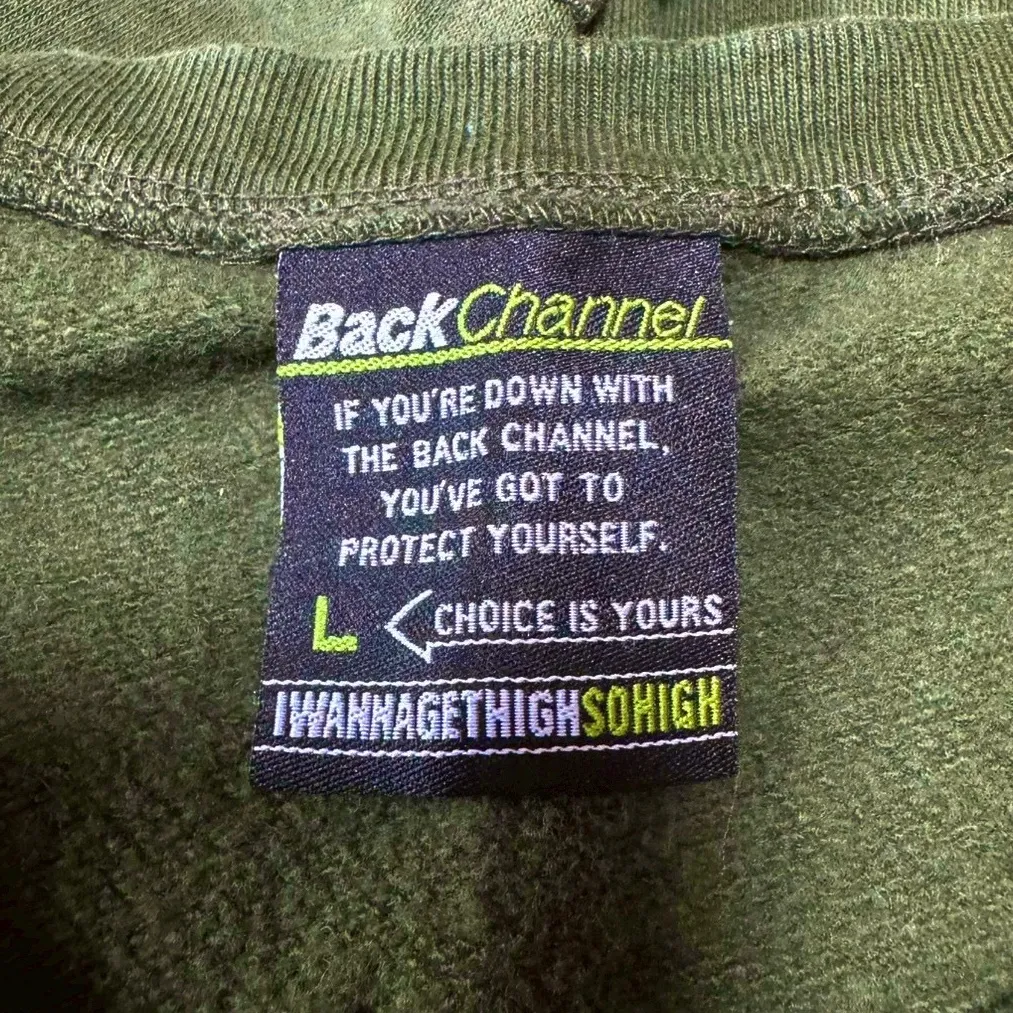 BackChannel
IF YOU'RE DOWN WITH
THE BACK CHANNEL,
YOU'VE GOT TO
PROTECT YOURSELF.
L CHOICE IS YOURS
IWANNAGETHIGHSOHIGH